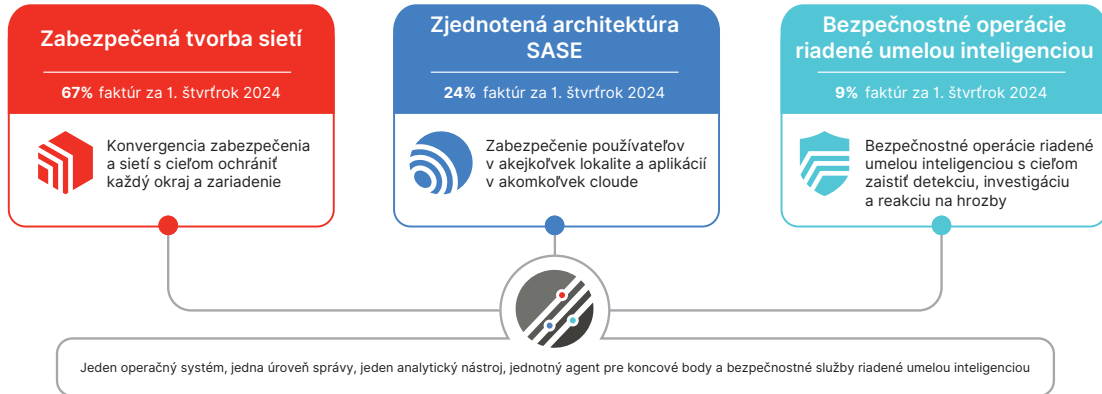 Zabezpečená tvorba sietí
67% faktúr za 1. štvrťrok 2024
Konvergencia zabezpečenia
a sietí s cieľom ochrániť
každý okraj a zariadenie
Zjednotená architektúra
SASE
24% faktúr za 1. štvrťrok 2024
Zabezpečenie používateľov
v akejkoľvek lokalite a aplikácií
v akomkoľvek cloude
Bezpečnostné operácie
riadené umelou inteligenciou
9% faktúr za 1. štvrťrok 2024
Bezpečnostné operácie riadené
umelou inteligenciou s cieľom
zaistiť detekciu, investigáciu
a reakciu na hrozby
Jeden operačný systém, jedna úroveň správy, jeden analytický nástroj, jednotný agent pre koncové body a bezpečnostné služby riadené umelou inteligenciou